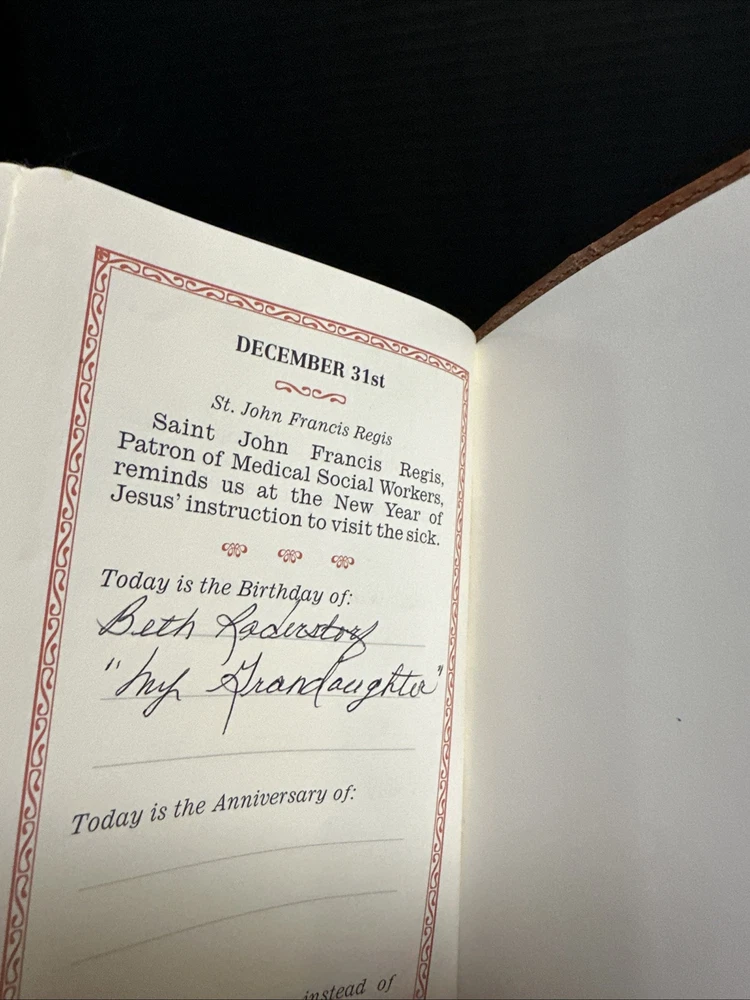 DECEMBER 31st
St. John Francis Regis
Saint John Francis Regis,
Patron of Medical Social Workers,
reminds us at the New Year of
Jesus' instruction to visit the sick.
Today is the Birthday of:
Beth Raderstorf
"My Grandaughter"
Today is the Anniversary of:
instead of